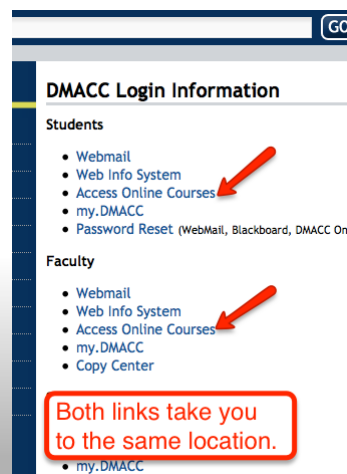 GO
DMACC Login Information
Students
Webmail
Web Info System
Access Online Courses
my.DMACC
Password Reset (WebMail, Blackboard, DMACC On
Faculty
Webmail
Web Info System
Access Online Courses
my.DMACC
Copy Center
Both links take you
to the same location.
my.DMACC